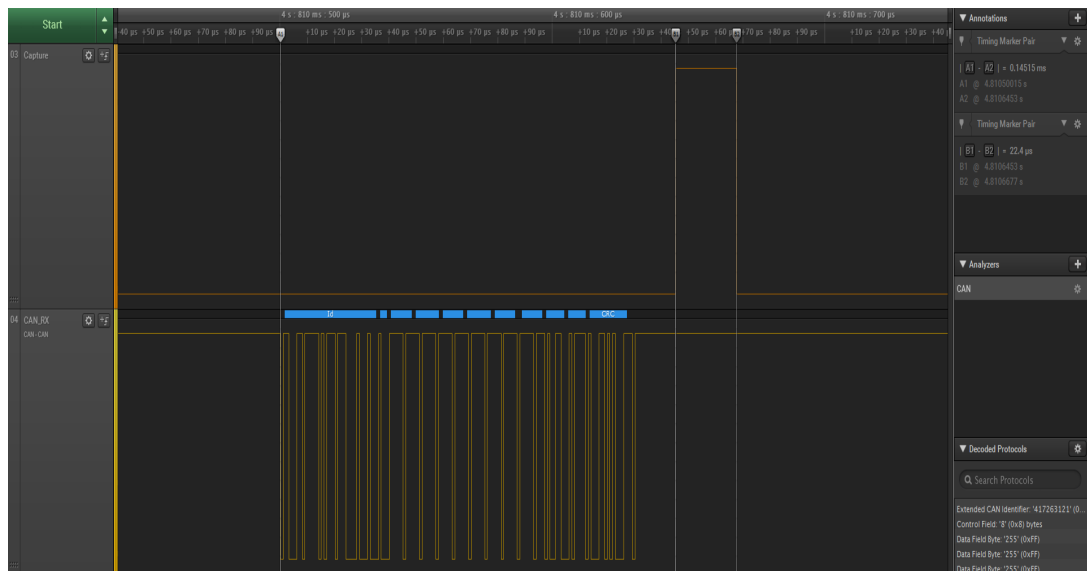 Start
4 s : 810 ms : 500 µs
4 s : 810 ms : 600 µs
4 s : 810 ms : 700 µs
+40 µs +50 µs +60 µs +70 µs +80 µs +90 µs
+10 µs +20 µs +30 µs +40 µs +50 µs +60 µs +70 µs +80 µs +90 µs
+10 µs +20 µs +30 µs +50 µs +60 µs +70 µs +80 µs +90 µs
+10 µs +20 µs +30 µs
03 Capture
04 CAN_RX
CAN - CAN
Id
CRC
Annotations
Timing Marker Pair
| A1 - A2 | = 0.14515 ms
A1 @ 4.81050015 s
A2 @ 4.8106453 s
Timing Marker Pair
| B1 - B2 | = 22.4 µs
B1 @ 4.8106453 s
B2 @ 4.8106677 s
Analyzers
CAN
Decoded Protocols
Search Protocols
Extended CAN Identifier: '417263121' (0...
Control Field: '8' (0x8) bytes
Data Field Byte: '255' (0xFF)
Data Field Byte: '255' (0xFF)
Data Field Byte: '255' (0xFF)